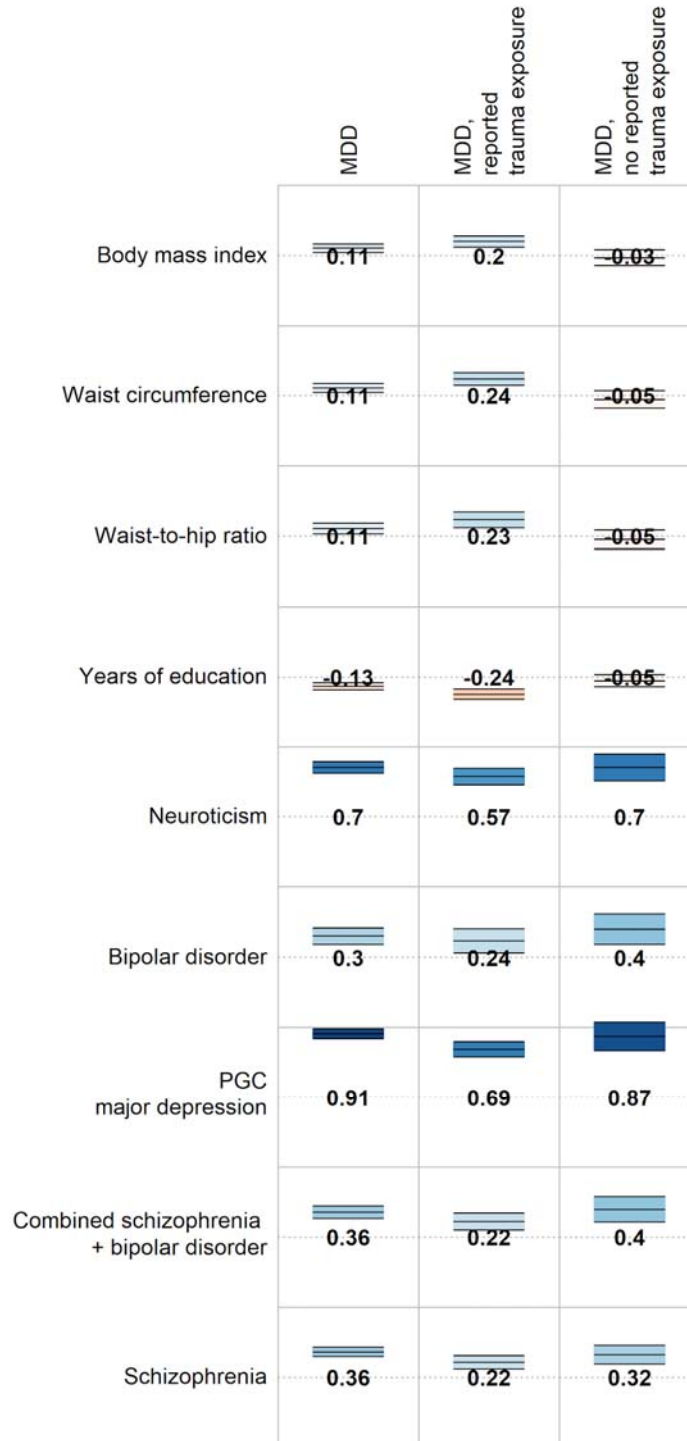 MDD
MDD,
reported
trauma exposure
MDD,
no reported
trauma exposure
Body mass index 0.11 0.2 -0.03
Waist circumference 0.11 0.24 -0.05
Waist-to-hip ratio 0.11 0.23 -0.05
Years of education -0.13 -0.24 -0.05
Neuroticism 0.7 0.57 0.7
Bipolar disorder 0.3 0.24 0.4
PGC
major depression 0.91 0.69 0.87
Combined schizophrenia
+ bipolar disorder 0.36 0.22 0.4
Schizophrenia 0.36 0.22 0.32